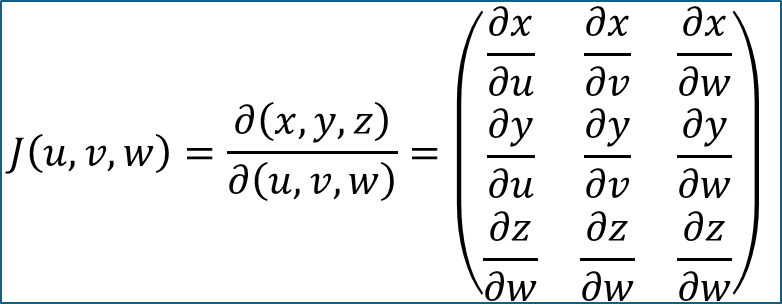 J(u, v, w) = ∂(x, y, z)/∂(u, v, w) = (∂x/∂u ∂x/∂v ∂x/∂w
∂y/∂u ∂y/∂v ∂y/∂w
∂z/∂w ∂z/∂w ∂z/∂w)